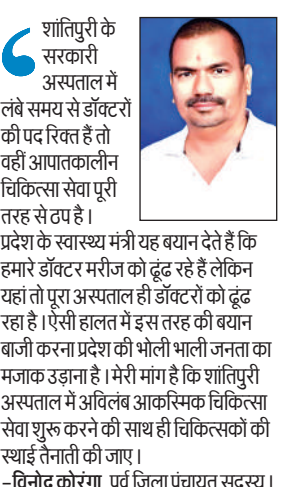 शांतिपुरी के
सरकारी
अस्पताल में
लंबे समय से डॉक्टरों
की पद रिक्त हैं तो
वहीं आपातकालीन
चिकित्सा सेवा पूरी
तरह से ठप है।
प्रदेश के स्वास्थ्य मंत्री यह बयान देते हैं कि
हमारे डॉक्टर मरीज को ढूंढ रहे हैं लेकिन
यहां तो पूरा अस्पताल ही डॉक्टरों को ढूंढ
रहा है। ऐसी हालत में इस तरह की बयान
बाजी करना प्रदेश की भोली भाली जनता का
मजाक उड़ाना है। मेरी मांग है कि शांतिपुरी
अस्पताल में अविलंब आकस्मिक चिकित्सा
सेवा शुरू करने की साथ ही चिकित्सकों की
स्थाई तैनाती की जाए।
-विनोद कोरंगा, पूर्व जिला पंचायत सदस्य।